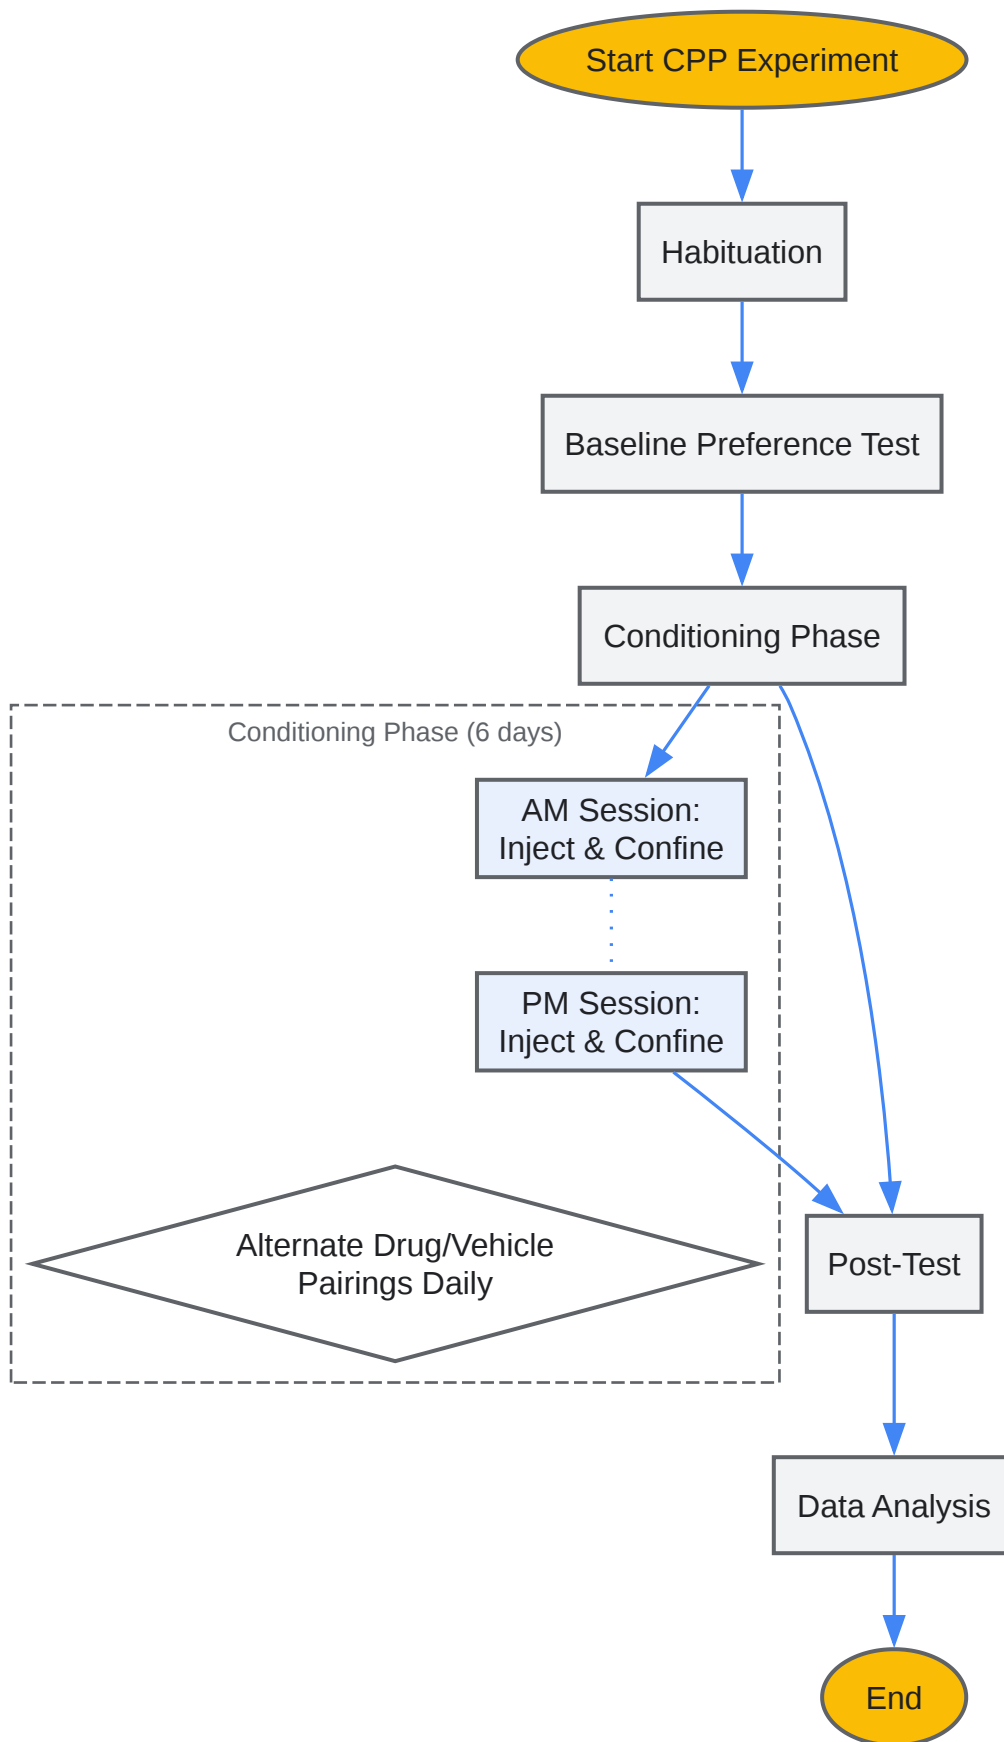 Start CPP Experiment
Habituation
Baseline Preference Test
Conditioning Phase
Conditioning Phase (6 days)
AM Session:
Inject & Confine
PM Session:
Inject & Confine
Alternate Drug/Vehicle
Pairings Daily
Post-Test
Data Analysis
End